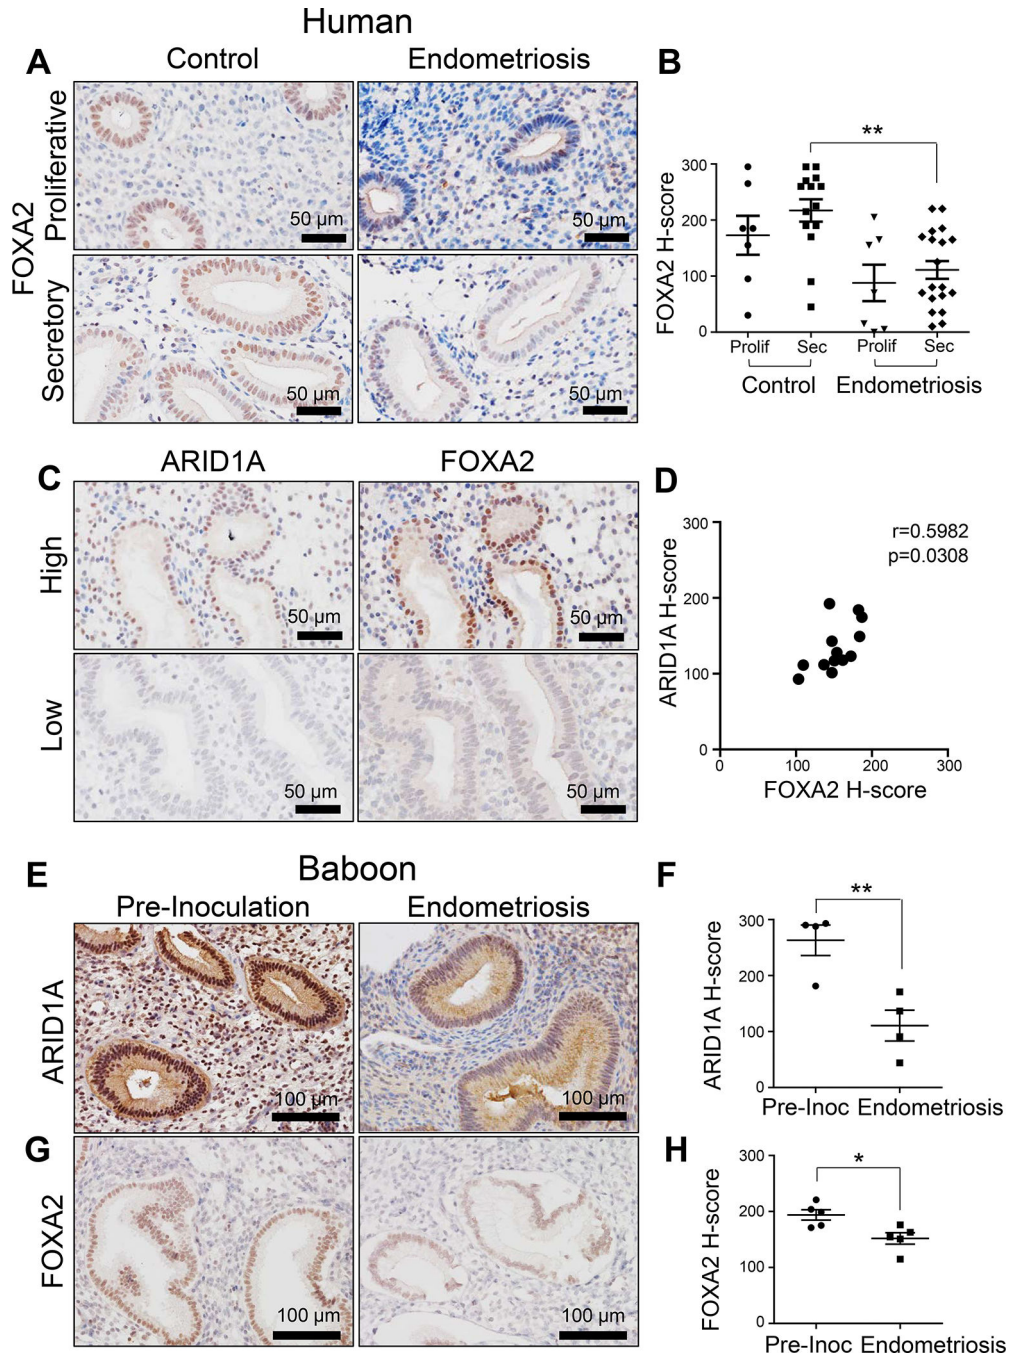 Human
A
Control
Endometriosis
FOXA2
Proliferative
50 µm
50 µm
Secretory
50 µm
50 µm
B
**
FOXA2 H-score
300
200
100
0
Prolif
Sec
Prolif
Sec
Control
Endometriosis
C
ARID1A
FOXA2
High
50 µm
50 µm
Low
50 µm
50 µm
D
r=0.5982
p=0.0308
ARID1A H-score
300
200
100
0
0
100
200
300
FOXA2 H-score
Baboon
E
Pre-Inoculation
Endometriosis
ARID1A
100 µm
100 µm
F
**
ARID1A H-score
300
200
100
0
Pre-Inoc
Endometriosis
G
FOXA2
100 µm
100 µm
H
*
FOXA2 H-score
300
200
100
0
Pre-Inoc
Endometriosis